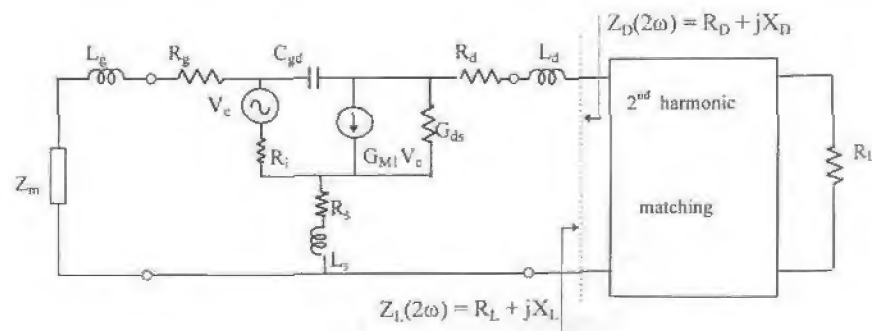 Z_D(2ω) = R_D + jX_D
L_g
R_g
C_gd
R_d
L_d
V_c
2nd harmonic
G_ds
R_i
G_M1 V_c
R_L
Z_m
R_s
matching
L_s
Z_L(2ω) = R_L + jX_L